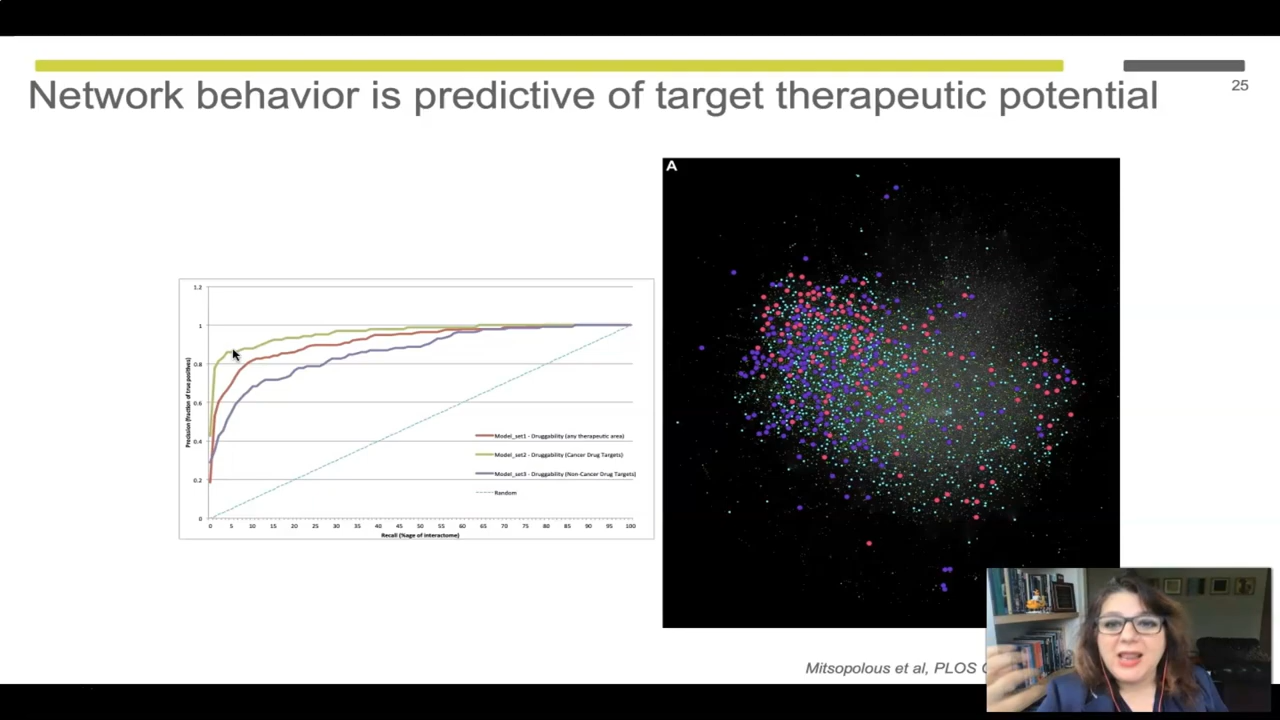 Network behavior is predictive of target therapeutic potential
25
A
1.2
1
0.8
0.6
0.4
0.2
0
Precision (fraction of true positives)
Model_set1 - Druggability (any therapeutic area)
Model_set2 - Druggability (Cancer Drug Targets)
Model_set3 - Druggability (Non-Cancer Drug Targets)
Random
0 5 10 15 20 25 30 35 40 45 50 55 60 65 70 75 80 85 90 95 100
Recall (%age of interactome)
Mitsopolous et al, PLOS